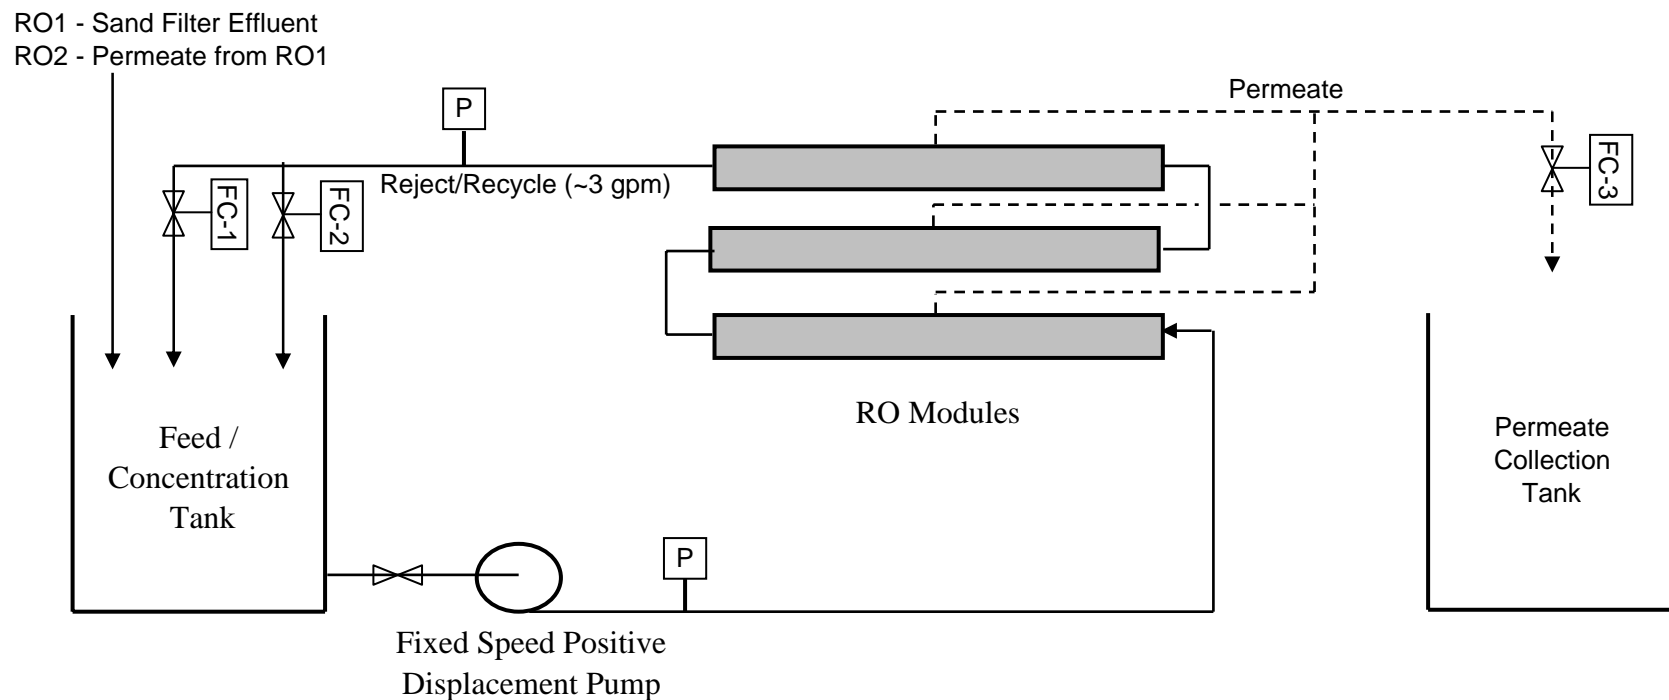 RO1 - Sand Filter Effluent
RO2 - Permeate from RO1
P
Permeate
FC-1
FC-2
Reject/Recycle (~3 gpm)
FC-3
RO Modules
Feed /
Concentration
Tank
Permeate
Collection
Tank
P
Fixed Speed Positive
Displacement Pump